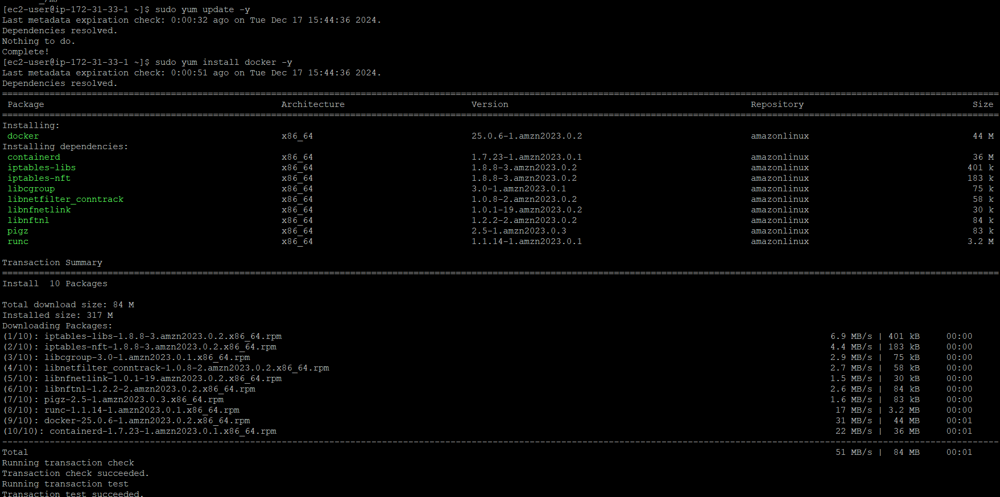 [ec2-user@ip-172-31-33-1 ~]$ sudo yum update -y
Last metadata expiration check: 0:00:32 ago on Tue Dec 17 15:44:36 2024.
Dependencies resolved.
Nothing to do.
Complete!
[ec2-user@ip-172-31-33-1 ~]$ sudo yum install docker -y
Last metadata expiration check: 0:00:51 ago on Tue Dec 17 15:44:36 2024.
Dependencies resolved.
Package Architecture Version Repository Size
Installing:
docker x86_64 25.0.6-1.amzn2023.0.2 amazonlinux 44 M
Installing dependencies:
containerd x86_64 1.7.23-1.amzn2023.0.1 amazonlinux 36 M
iptables-libs x86_64 1.8.8-3.amzn2023.0.2 amazonlinux 401 k
iptables-nft x86_64 1.8.8-3.amzn2023.0.2 amazonlinux 183 k
libcgroup x86_64 3.0-1.amzn2023.0.1 amazonlinux 75 k
libnetfilter_conntrack x86_64 1.0.8-2.amzn2023.0.2 amazonlinux 58 k
libnfnetlink x86_64 1.0.1-19.amzn2023.0.2 amazonlinux 30 k
libnftnl x86_64 1.2.2-2.amzn2023.0.2 amazonlinux 84 k
pigz x86_64 2.5-1.amzn2023.0.3 amazonlinux 83 k
runc x86_64 1.1.14-1.amzn2023.0.1 amazonlinux 3.2 M
Transaction Summary
Install  10 Packages
Total download size: 84 M
Installed size: 317 M
Downloading Packages:
(1/10): iptables-libs-1.8.8-3.amzn2023.0.2.x86_64.rpm 6.9 MB/s | 401 kB 00:00
(2/10): iptables-nft-1.8.8-3.amzn2023.0.2.x86_64.rpm 4.4 MB/s | 183 kB 00:00
(3/10): libcgroup-3.0-1.amzn2023.0.1.x86_64.rpm 2.9 MB/s | 75 kB 00:00
(4/10): libnetfilter_conntrack-1.0.8-2.amzn2023.0.2.x86_64.rpm 2.7 MB/s | 58 kB 00:00
(5/10): libnfnetlink-1.0.1-19.amzn2023.0.2.x86_64.rpm 1.5 MB/s | 30 kB 00:00
(6/10): libnftnl-1.2.2-2.amzn2023.0.2.x86_64.rpm 2.6 MB/s | 84 kB 00:00
(7/10): pigz-2.5-1.amzn2023.0.3.x86_64.rpm 1.6 MB/s | 83 kB 00:00
(8/10): runc-1.1.14-1.amzn2023.0.1.x86_64.rpm 17 MB/s | 3.2 MB 00:00
(9/10): docker-25.0.6-1.amzn2023.0.2.x86_64.rpm 31 MB/s | 44 MB 00:01
(10/10): containerd-1.7.23-1.amzn2023.0.1.x86_64.rpm 22 MB/s | 36 MB 00:01
Total 51 MB/s | 84 MB 00:01
Running transaction check
Transaction check succeeded.
Running transaction test
Transaction test succeeded.